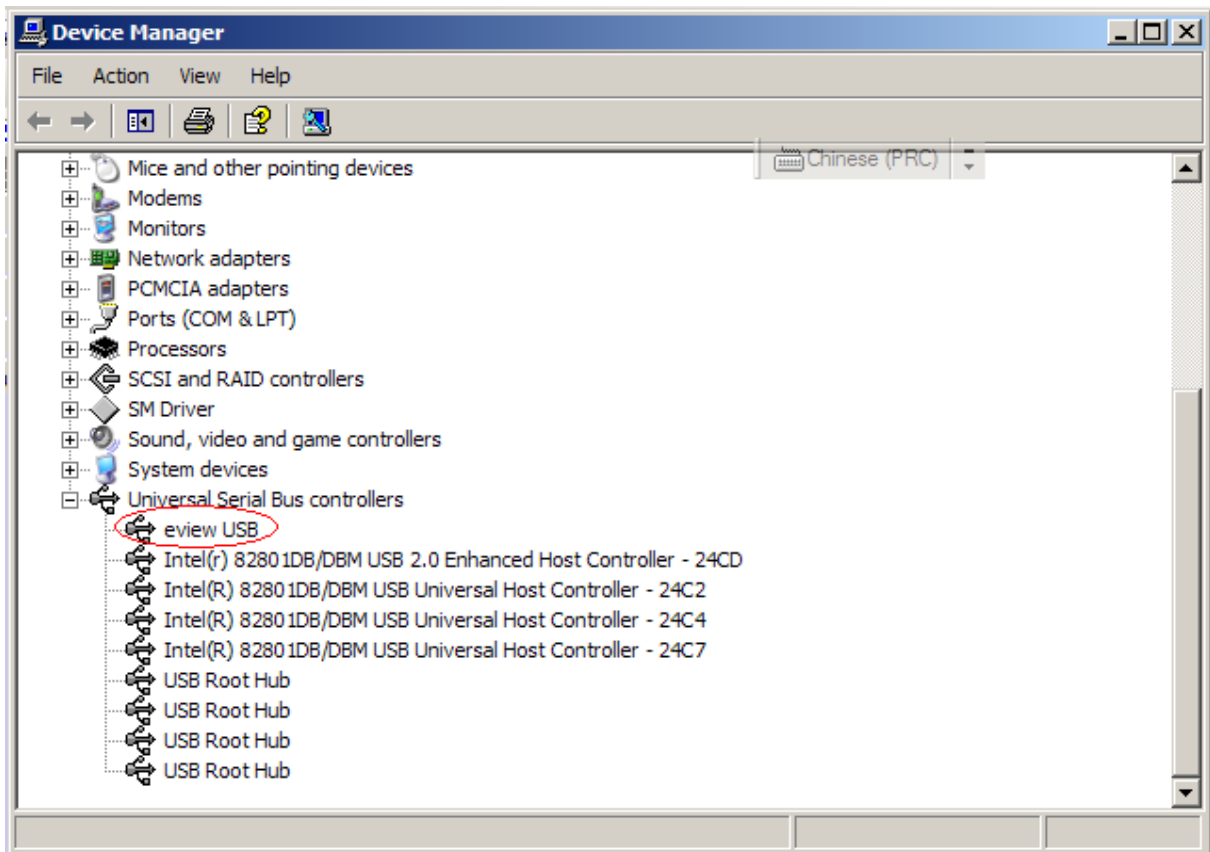 Device Manager
File Action View Help
Chinese (PRC)
Mice and other pointing devices
Modems
Monitors
Network adapters
PCMCIA adapters
Ports (COM & LPT)
Processors
SCSI and RAID controllers
SM Driver
Sound, video and game controllers
System devices
Universal Serial Bus controllers
eview USB
Intel(r) 82801DB/DBM USB 2.0 Enhanced Host Controller - 24CD
Intel(R) 82801DB/DBM USB Universal Host Controller - 24C2
Intel(R) 82801DB/DBM USB Universal Host Controller - 24C4
Intel(R) 82801DB/DBM USB Universal Host Controller - 24C7
USB Root Hub
USB Root Hub
USB Root Hub
USB Root Hub